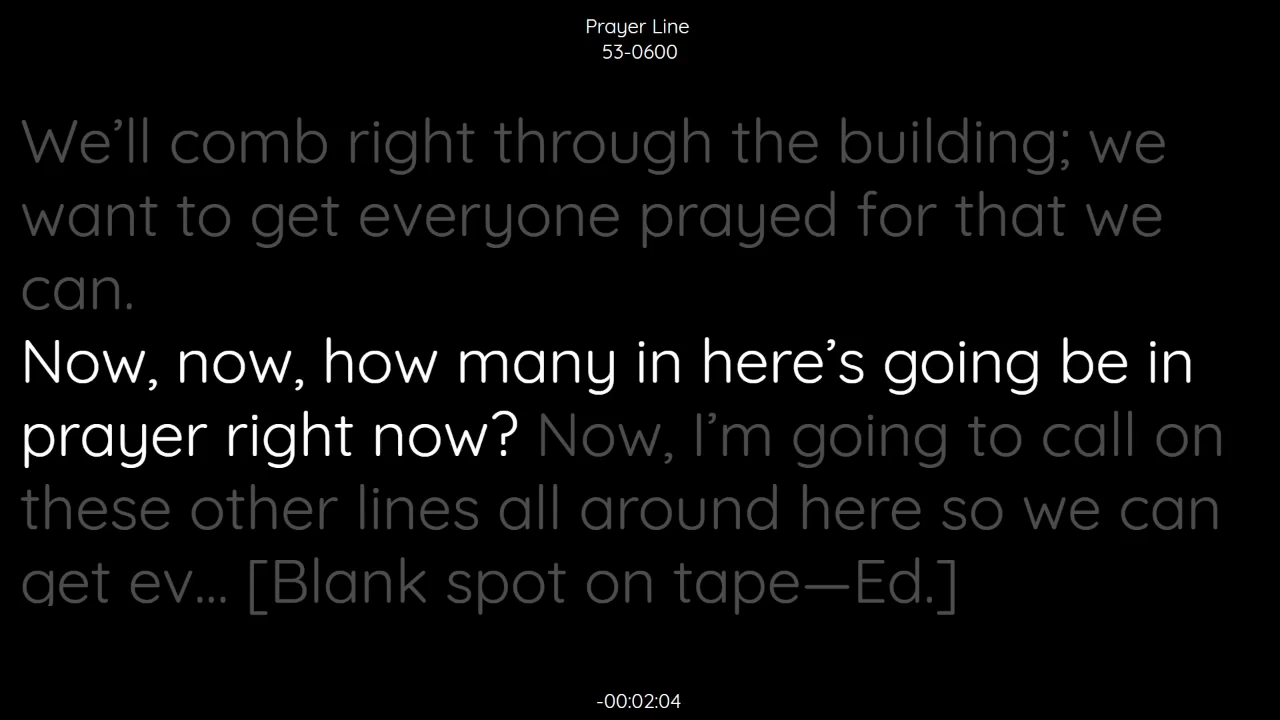 Prayer Line
53-0600
We’ll comb right through the building; we
want to get everyone prayed for that we
can.
Now, now, how many in here’s going be in
prayer right now? Now, I’m going to call on
these other lines all around here so we can
get ev... [Blank spot on tape—Ed.]
-00:02:04